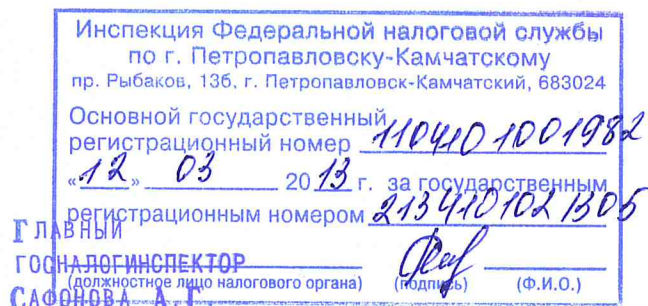 Инспекция Федеральной налоговой службы
по г. Петропавловску-Камчатскому
пр. Рыбаков, 13б, г. Петропавловск-Камчатский, 683024
Основной государственный
регистрационный номер 1104101001982
«12» 03 2013 г. за государственным
регистрационным номером 2134101021305
ГЛАВНЫЙ
ГОСНАЛОГИНСПЕКТОР
(должностное лицо налогового органа) (подпись) (Ф.И.О.)
САФОНОВА А.Г.